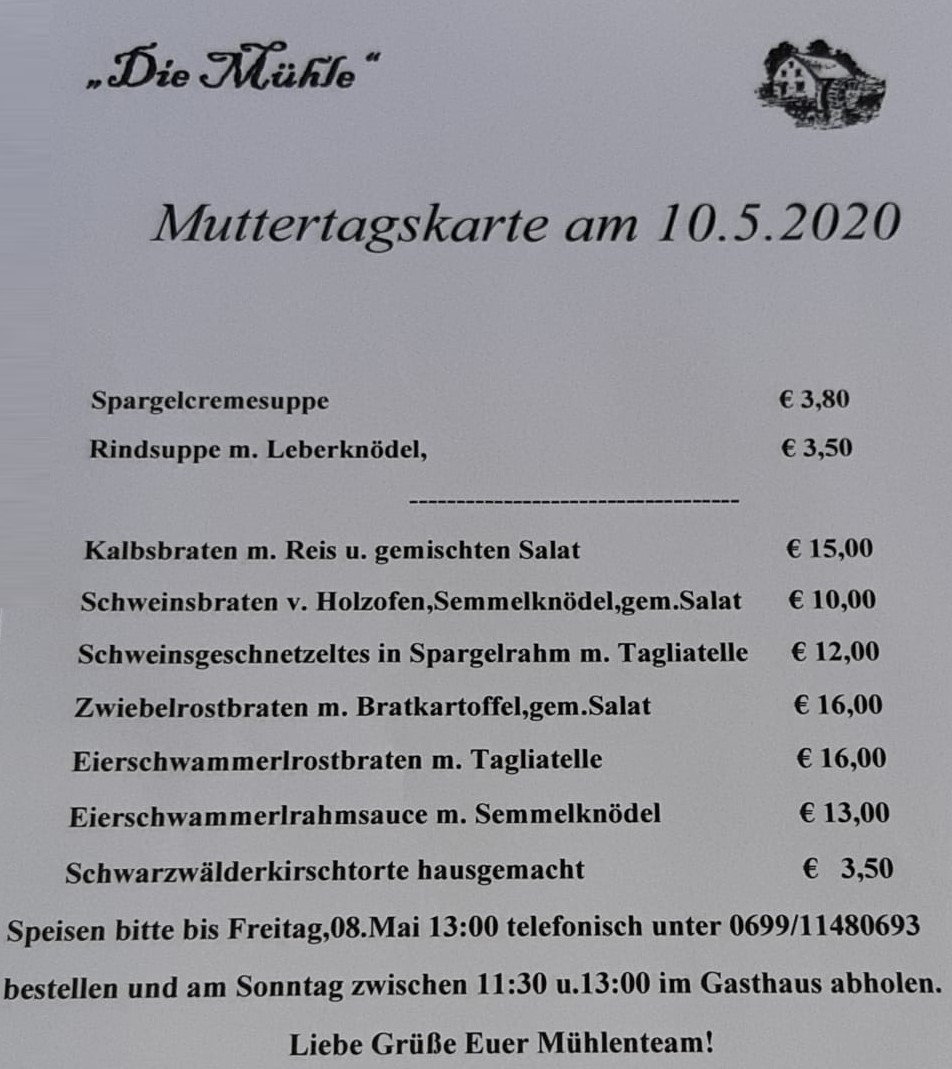 „Die Mühle“
Muttertagskarte am 10.5.2020
Spargelcremesuppe € 3,80
Rindsuppe m. Leberknödel, € 3,50
----------------------------------
Kalbsbraten m. Reis u. gemischten Salat € 15,00
Schweinsbraten v. Holzofen,Semmelknödel,gem.Salat € 10,00
Schweinsgeschnetzeltes in Spargelrahm m. Tagliatelle € 12,00
Zwiebelrostbraten m. Bratkartoffel,gem.Salat € 16,00
Eierschwammerlrostbraten m. Tagliatelle € 16,00
Eierschwammerlrahmsauce m. Semmelknödel € 13,00
Schwarzwälderkirschtorte hausgemacht € 3,50
Speisen bitte bis Freitag,08.Mai 13:00 telefonisch unter 0699/11480693
bestellen und am Sonntag zwischen 11:30 u.13:00 im Gasthaus abholen.
Liebe Grüße Euer Mühlenteam!